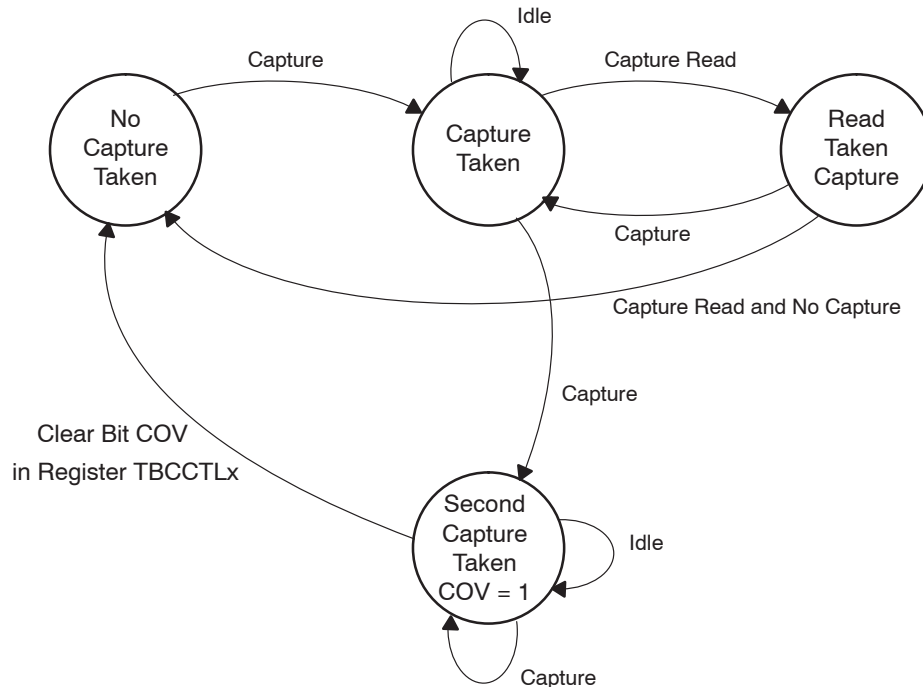 Idle
Capture
Capture Read
No
Capture
Taken
Capture
Taken
Read
Taken
Capture
Capture
Capture Read and No Capture
Capture
Clear Bit COV
in Register TBCCTLx
Second
Capture
Taken
COV = 1
Idle
Capture